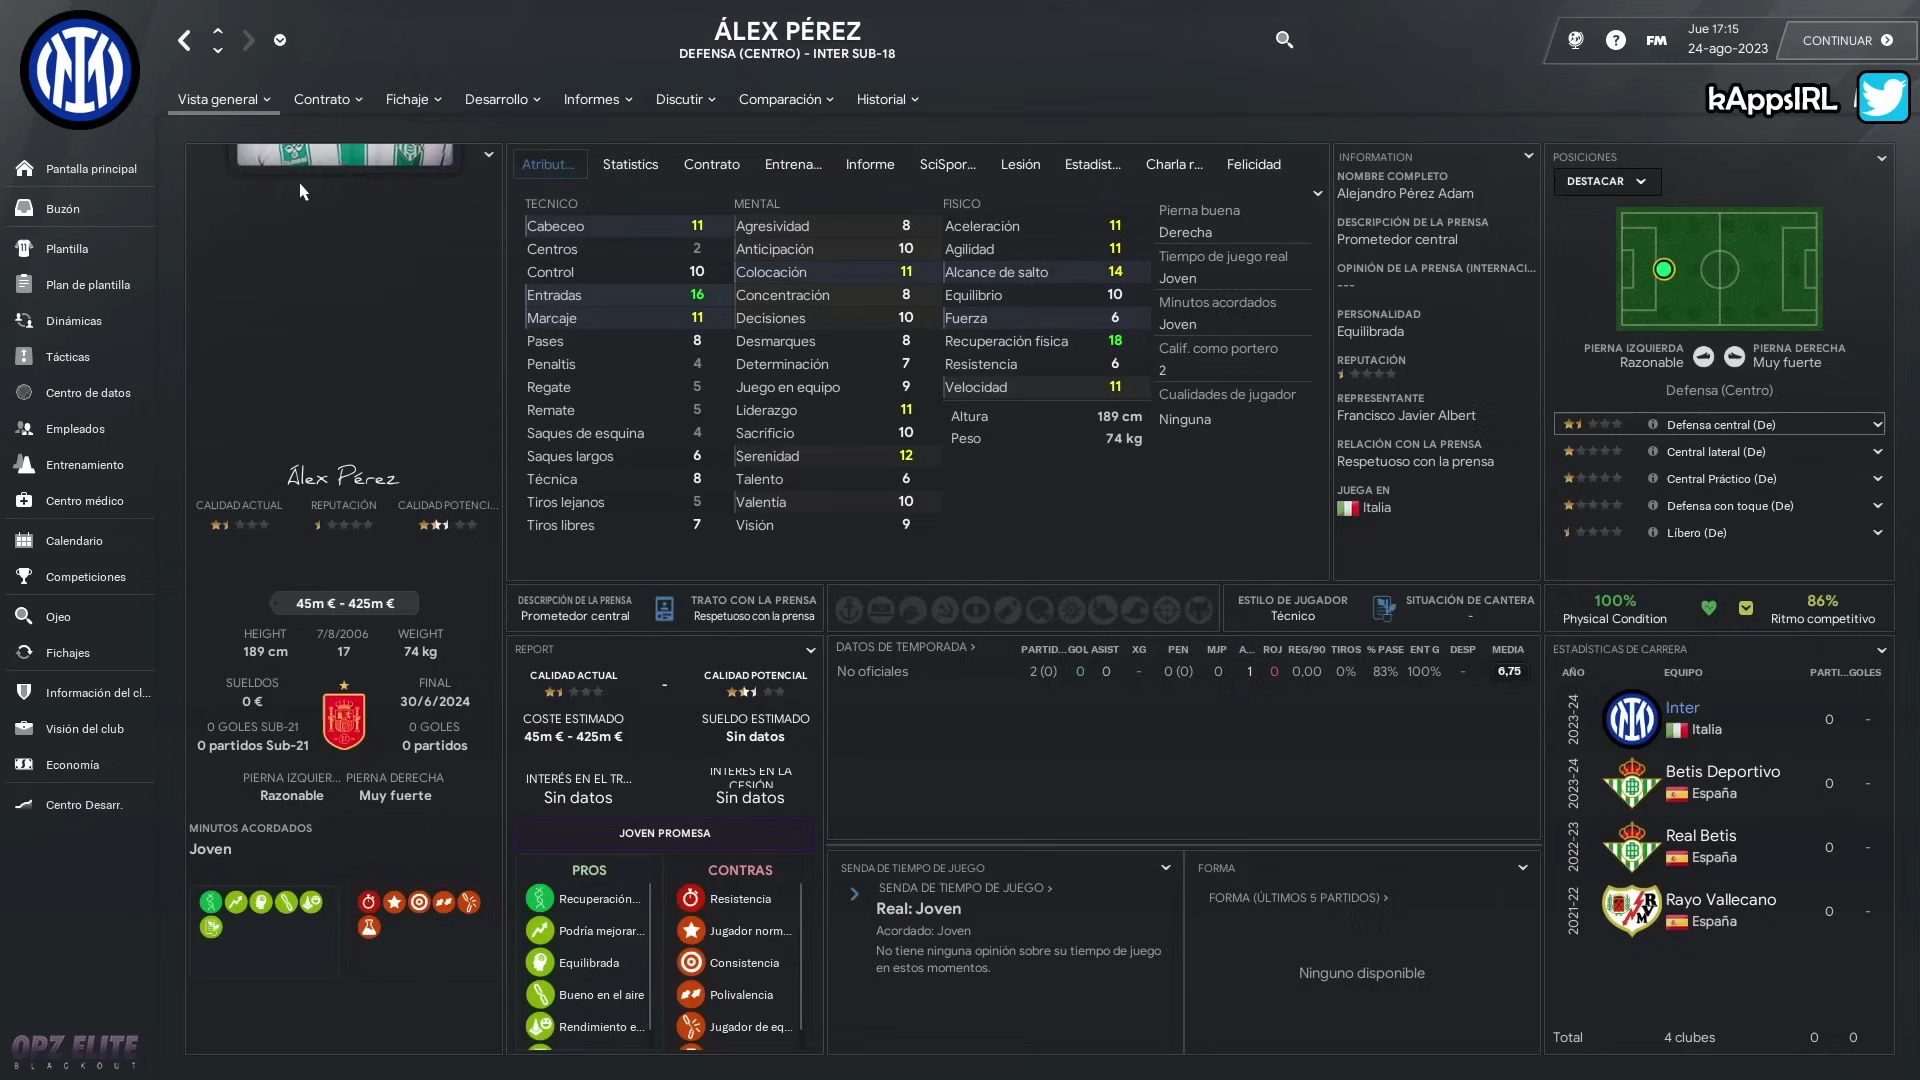 ÁLEX PÉREZ
DEFENSA (CENTRO) - INTER SUB-18
FM
Jue 17:15
24-ago-2023
CONTINUAR
Vista general
Contrato
Fichaje
Desarrollo
Informes
Discutir
Comparación
Historial
kAppsIRL
Pantalla principal
Buzón
Plantilla
Plan de plantilla
Dinámicas
Tácticas
Centro de datos
Empleados
Entrenamiento
Centro médico
Calendario
Competiciones
Ojeo
Fichajes
Información del cl...
Visión del club
Economía
Centro Desarr.
OPZ ELITE
BLACKOUT
Álex Pérez
CALIDAD ACTUAL
REPUTACIÓN
CALIDAD POTENCI...
45m € - 425m €
HEIGHT 7/8/2006 WEIGHT
189 cm 17 74 kg
SUELDOS FINAL
0 € 30/6/2024
0 GOLES SUB-21 0 GOLES
0 partidos Sub-21 0 partidos
PIERNA IZQUIER... PIERNA DERECHA
Razonable Muy fuerte
MINUTOS ACORDADOS
Joven
Atribut... Statistics Contrato Entrena... Informe SciSpor... Lesión Estadíst... Charla r... Felicidad
TECNICO
Cabeceo 11
Centros 2
Control 10
Entradas 16
Marcaje 11
Pases 8
Penaltis 4
Regate 5
Remate 5
Saques de esquina 4
Saques largos 6
Técnica 8
Tiros lejanos 5
Tiros libres 7
MENTAL
Agresividad 8
Anticipación 10
Colocación 11
Concentración 8
Decisiones 10
Desmarques 8
Determinación 7
Juego en equipo 9
Liderazgo 11
Sacrificio 10
Serenidad 12
Talento 6
Valentía 10
Visión 9
FISICO
Aceleración 11
Agilidad 11
Alcance de salto 14
Equilibrio 10
Fuerza 6
Recuperación física 18
Resistencia 6
Velocidad 11
Altura 189 cm
Peso 74 kg
Pierna buena
Derecha
Tiempo de juego real
Joven
Minutos acordados
Joven
Calif. como portero
2
Cualidades de jugador
Ninguna
INFORMATION
NOMBRE COMPLETO
Alejandro Pérez Adam
DESCRIPCIÓN DE LA PRENSA
Prometedor central
OPINIÓN DE LA PRENSA (INTERNACI...
---
PERSONALIDAD
Equilibrada
REPUTACIÓN
REPRESENTANTE
Francisco Javier Albert
RELACIÓN CON LA PRENSA
Respetuoso con la prensa
JUEGA EN
Italia
POSICIONES
DESTACAR
PIERNA IZQUIERDA
Razonable
PIERNA DERECHA
Muy fuerte
Defensa (Centro)
Defensa central (De)
Central lateral (De)
Central Práctico (De)
Defensa con toque (De)
Líbero (De)
DESCRIPCIÓN DE LA PRENSA
Prometedor central
TRATO CON LA PRENSA
Respetuoso con la prensa
ESTILO DE JUGADOR
Técnico
SITUACIÓN DE CANTERA
-
100%
Physical Condition
86%
Ritmo competitivo
REPORT
CALIDAD ACTUAL - CALIDAD POTENCIAL
COSTE ESTIMADO SUELDO ESTIMADO
45m € - 425m € Sin datos
INTERÉS EN EL TR... INTERÉS EN LA CESIÓN
Sin datos Sin datos
JOVEN PROMESA
PROS
Recuperación...
Podría mejorar...
Equilibrada
Bueno en el aire
Rendimiento e...
CONTRAS
Resistencia
Jugador norm...
Consistencia
Polivalencia
Jugador de eq...
DATOS DE TEMPORADA >
PARTID... GOL ASIST XG PEN MJP A... ROJ REG/90 TIROS % PASE ENT G DESP MEDIA
No oficiales 2 (0) 0 0 - 0 (0) 0 1 0 0,00 0% 83% 100% - 6,75
SENDA DE TIEMPO DE JUEGO
SENDA DE TIEMPO DE JUEGO >
Real: Joven
Acordado: Joven
No tiene ninguna opinión sobre su tiempo de juego
en estos momentos.
FORMA
FORMA (ÚLTIMOS 5 PARTIDOS) >
Ninguno disponible
ESTADÍSTICAS DE CARRERA
AÑO EQUIPO PARTI... GOLES
2023-24 Inter 0 -
Italia
2023-24 Betis Deportivo 0 -
España
2022-23 Real Betis 0 -
España
2021-22 Rayo Vallecano 0 -
España
Total 4 clubes 0 0